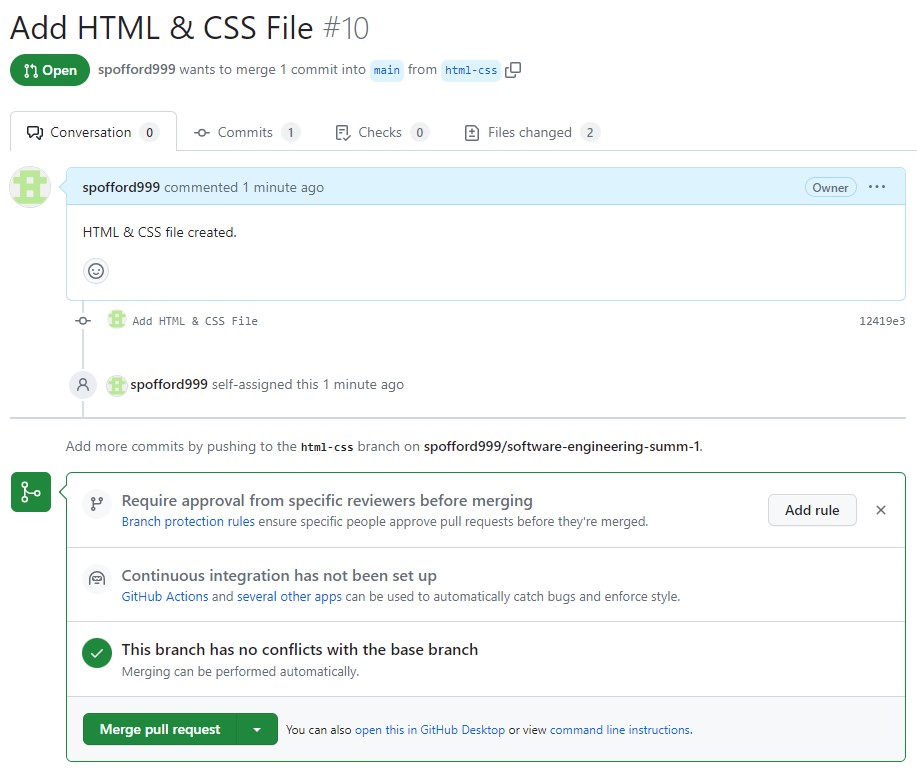 Add HTML & CSS File #10
Open spofford999 wants to merge 1 commit into main from html-css
Conversation 0 Commits 1 Checks 0 Files changed 2
spofford999 commented 1 minute ago Owner
HTML & CSS file created.
Add HTML & CSS File 12419e3
spofford999 self-assigned this 1 minute ago
Add more commits by pushing to the html-css branch on spofford999/software-engineering-summ-1.
Require approval from specific reviewers before merging
Branch protection rules ensure specific people approve pull requests before they're merged.
Add rule
Continuous integration has not been set up
GitHub Actions and several other apps can be used to automatically catch bugs and enforce style.
This branch has no conflicts with the base branch
Merging can be performed automatically.
Merge pull request You can also open this in GitHub Desktop or view command line instructions.